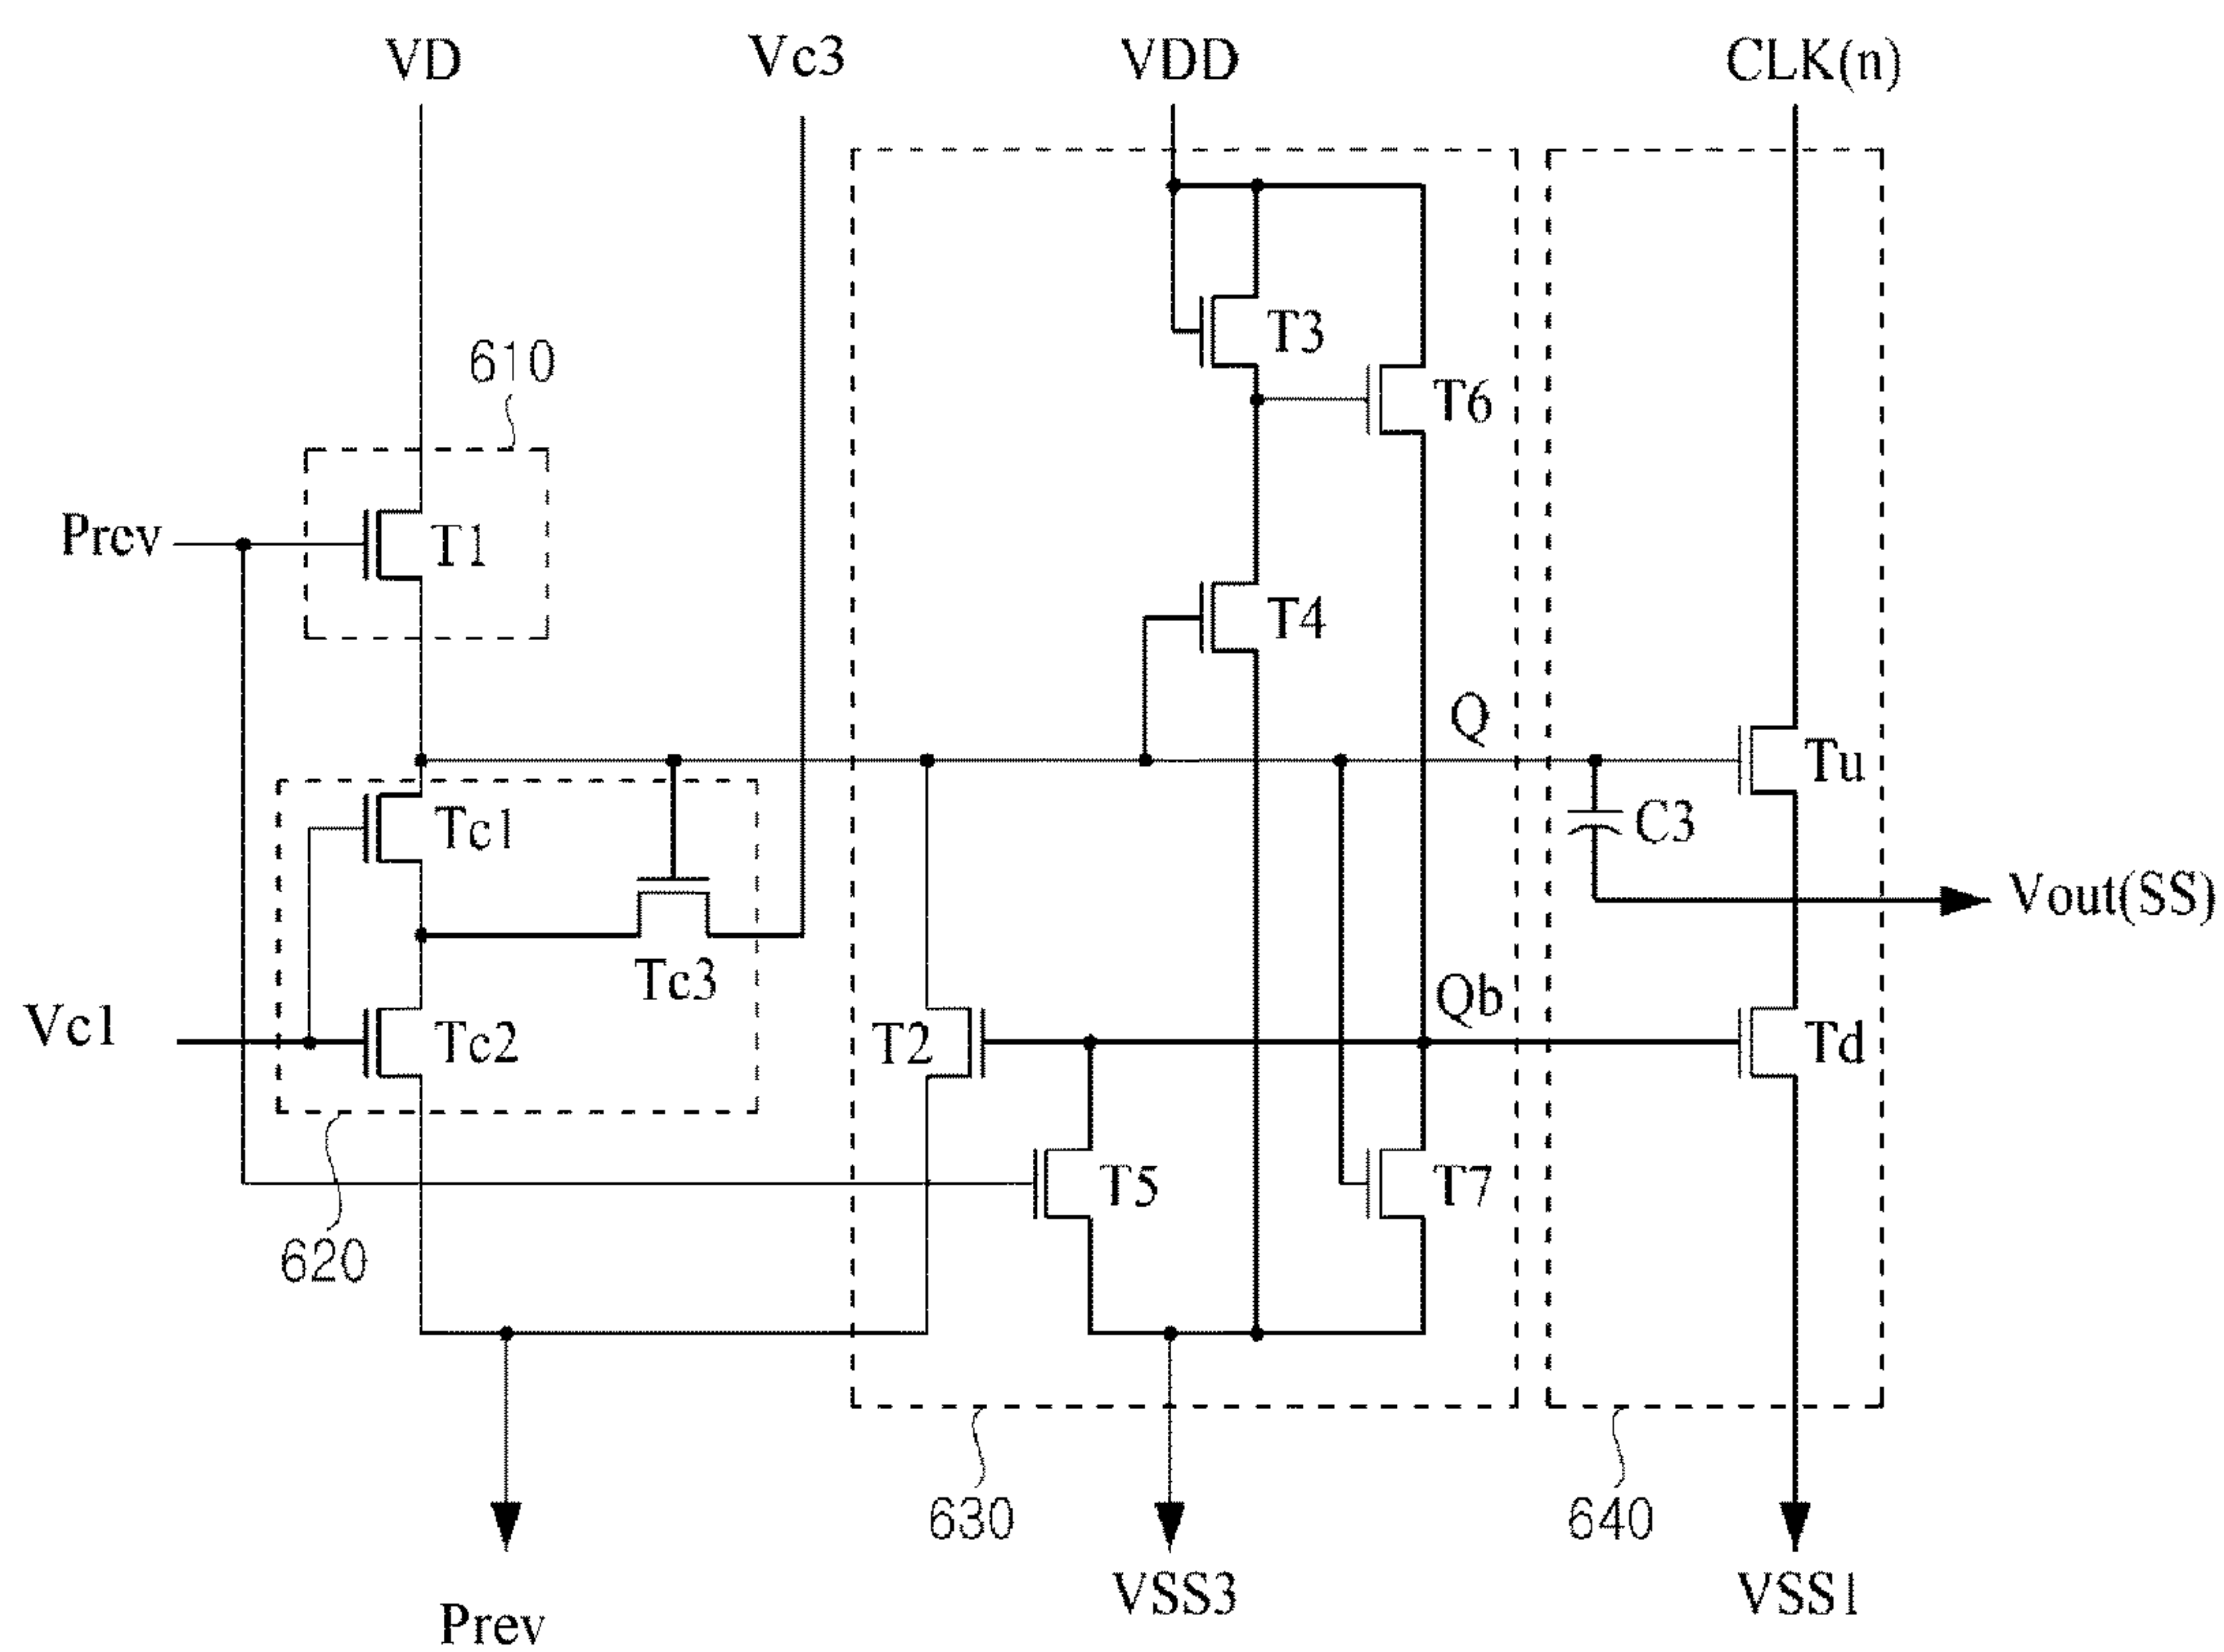 VD
Vc3
VDD
CLK(n)
610
T3
T6
Prev
T1
T4
Q
Tu
Tc1
C3
Vout(SS)
Tc3
Qb
Vc1
Tc2
T2
Td
T5
T7
620
630
640
Prev
VSS3
VSS1